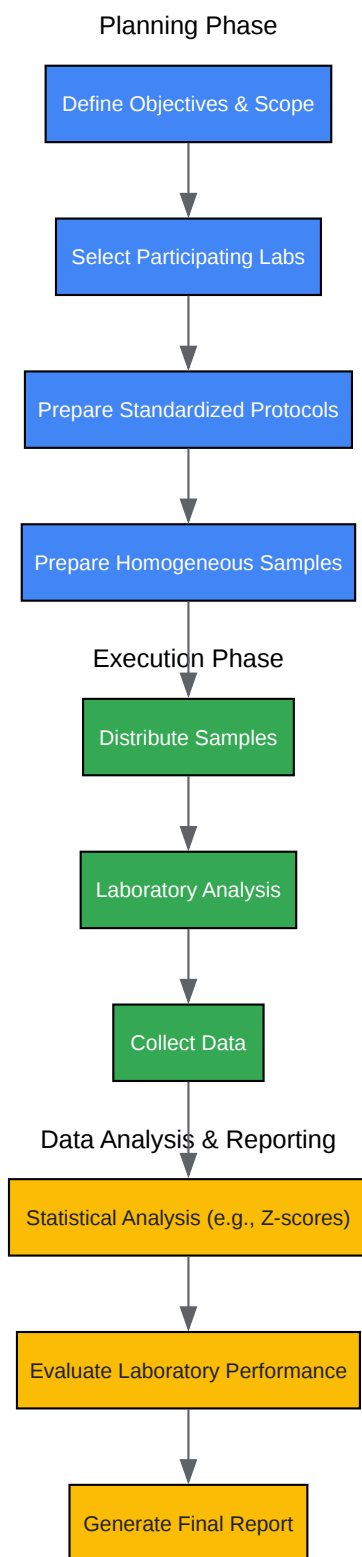 Planning Phase
Define Objectives & Scope
Select Participating Labs
Prepare Standardized Protocols
Prepare Homogeneous Samples
Execution Phase
Distribute Samples
Laboratory Analysis
Collect Data
Data Analysis & Reporting
Statistical Analysis (e.g., Z-scores)
Evaluate Laboratory Performance
Generate Final Report